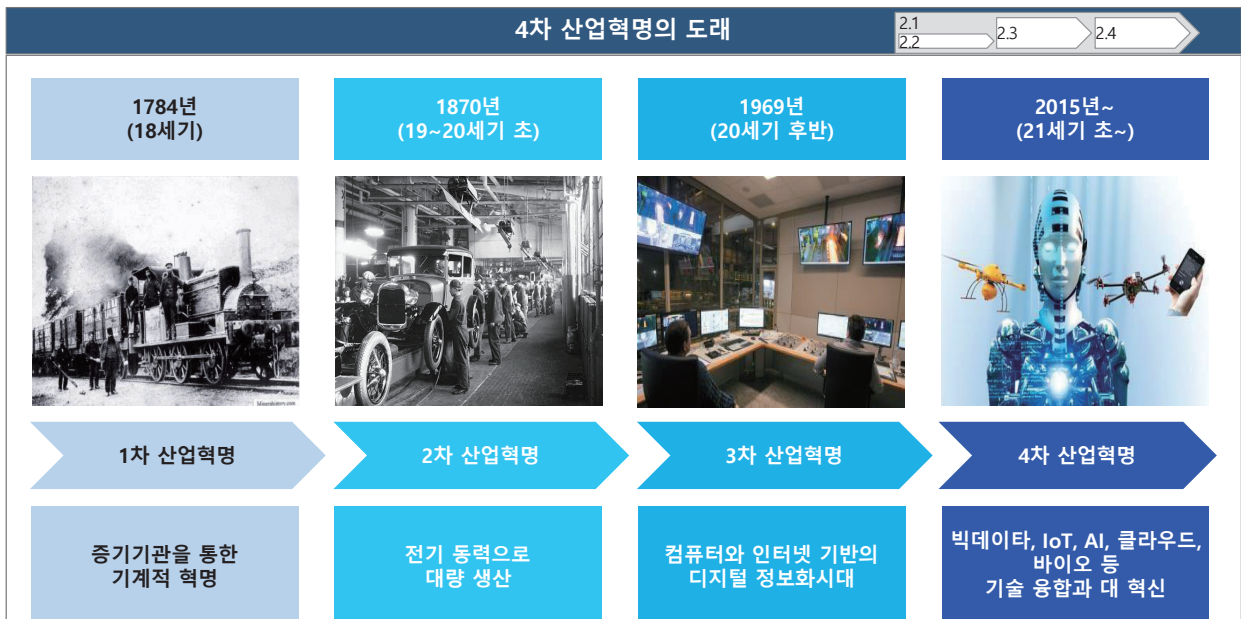 4차 산업혁명의 도래
2.1
2.2
2.3
2.4
1784년
(18세기)
1870년
(19~20세기 초)
1969년
(20세기 후반)
2015년~
(21세기 초~)
1차 산업혁명
2차 산업혁명
3차 산업혁명
4차 산업혁명
증기기관을 통한
기계적 혁명
전기 동력으로
대량 생산
컴퓨터와 인터넷 기반의
디지털 정보화시대
빅데이타, IoT, AI, 클라우드,
바이오 등
기술 융합과 대 혁신